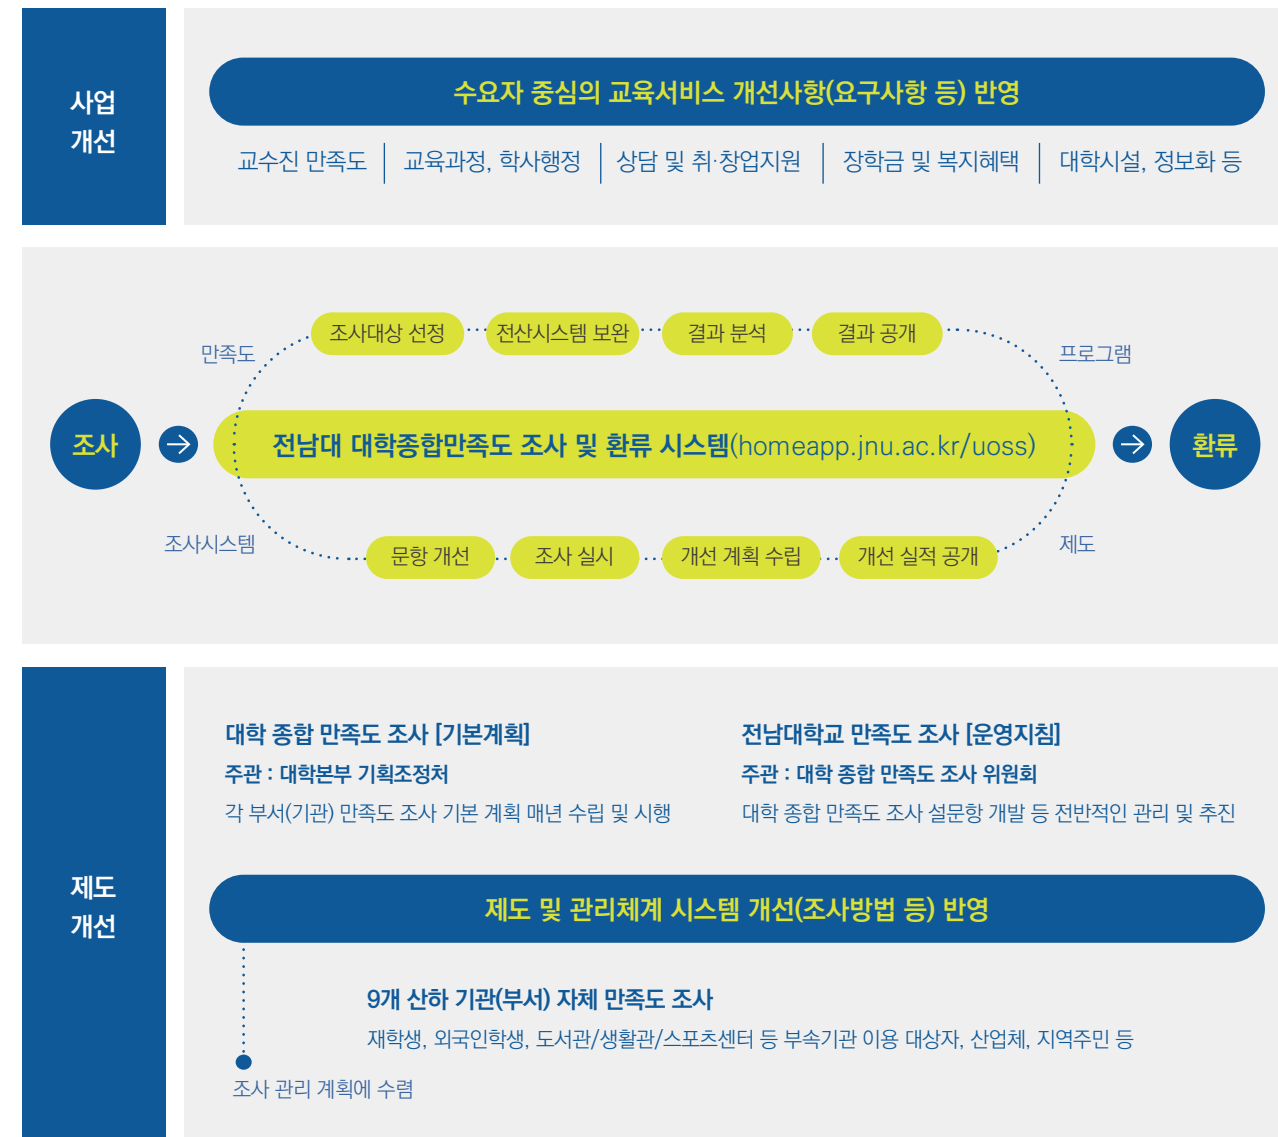 사업
개선
수요자 중심의 교육서비스 개선사항(요구사항 등) 반영
교수진 만족도
교육과정, 학사행정
상담 및 취·창업지원
장학금 및 복지혜택
대학시설, 정보화 등
조사대상 선정
전산시스템 보완
결과 분석
결과 공개
만족도
프로그램
조사
전남대 대학종합만족도 조사 및 환류 시스템(homeapp.jnu.ac.kr/uoss)
환류
조사시스템
제도
문항 개선
조사 실시
개선 계획 수립
개선 실적 공개
제도
개선
대학 종합 만족도 조사 [기본계획]
주관 : 대학본부 기획조정처
각 부서(기관) 만족도 조사 기본 계획 매년 수립 및 시행
전남대학교 만족도 조사 [운영지침]
주관 : 대학 종합 만족도 조사 위원회
대학 종합 만족도 조사 설문항 개발 등 전반적인 관리 및 추진
제도 및 관리체계 시스템 개선(조사방법 등) 반영
9개 산하 기관(부서) 자체 만족도 조사
재학생, 외국인학생, 도서관/생활관/스포츠센터 등 부속기관 이용 대상자, 산업체, 지역주민 등
조사 관리 계획에 수렴